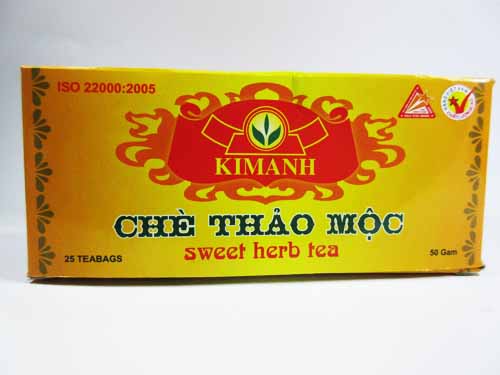 ISO 22000:2005
KIMANH
CHÈ THẢO MỘC
sweet herb tea
25 TEABAGS
50 Gam